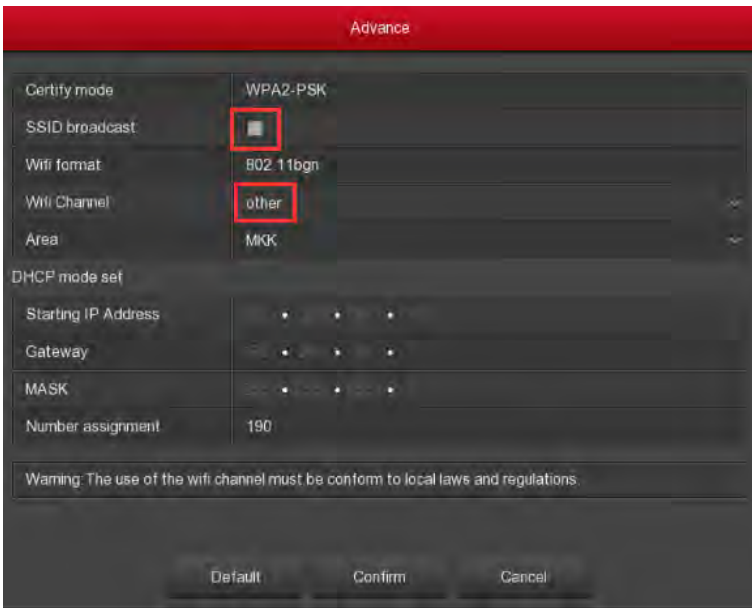 Advance
Certify mode WPA2-PSK
SSID broadcast
Wifi format 802.11bgn
Wifi Channel other
Area MKK
DHCP mode set
Starting IP Address
Gateway
MASK
Number assignment 190
Warning: The use of the wifi channel must be conform to local laws and regulations.
Default Confirm Cancel